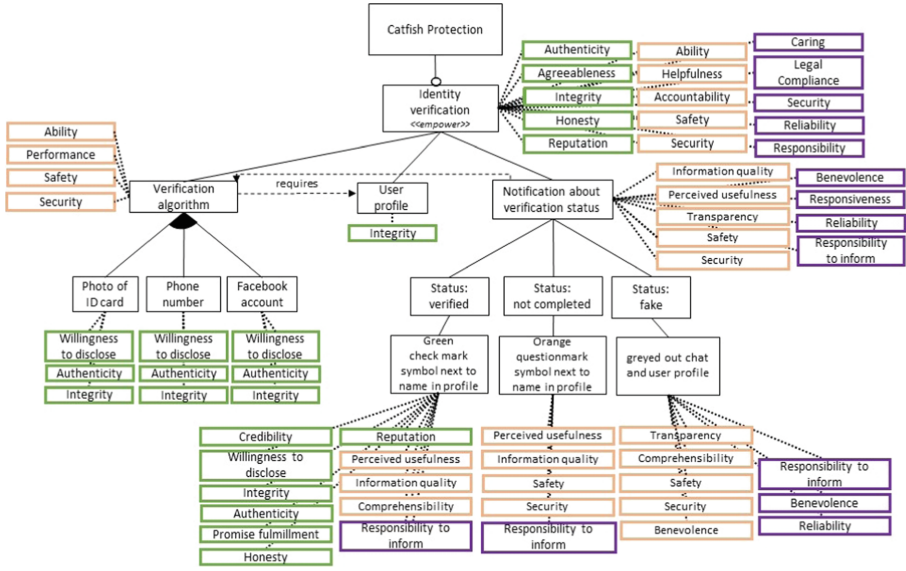 Catfish Protection
Identity
verification
<<empower>>
Authenticity
Agreeableness
Integrity
Honesty
Reputation
Ability
Helpfulness
Accountability
Safety
Security
Caring
Legal
Compliance
Security
Reliability
Responsibility
Ability
Performance
Safety
Security
Verification
algorithm
requires
User
profile
Integrity
Notification about
verification status
Information quality
Perceived usefulness
Transparency
Safety
Security
Benevolence
Responsiveness
Reliability
Responsibility
to inform
Photo of
ID card
Phone
number
Facebook
account
Willingness
to disclose
Authenticity
Integrity
Willingness
to disclose
Authenticity
Integrity
Willingness
to disclose
Authenticity
Integrity
Status:
verified
Status:
not completed
Status:
fake
Green
check mark
symbol next to
name in profile
Orange
questionmark
symbol next to
name in profile
greyed out chat
and user profile
Credibility
Willingness to
disclose
Integrity
Authenticity
Promise fulmillment
Honesty
Reputation
Perceived usefulness
Information quality
Comprehensibility
Responsibility to
inform
Perceived usefulness
Information quality
Safety
Security
Responsibility to
inform
Transparency
Comprehensibility
Safety
Security
Benevolence
Responsibility to
inform
Benevolence
Reliability